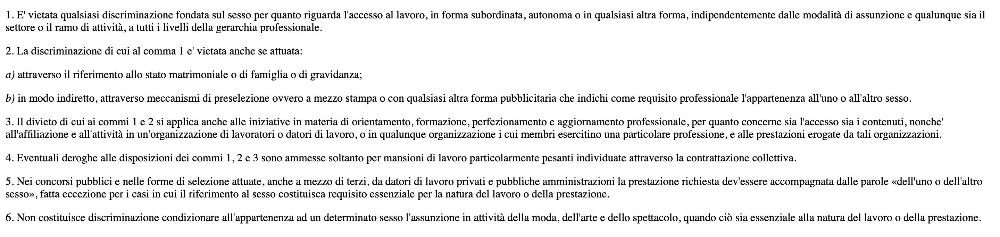 1. E' vietata qualsiasi discriminazione fondata sul sesso per quanto riguarda l'accesso al lavoro, in forma subordinata, autonoma o in qualsiasi altra forma, indipendentemente dalle modalità di assunzione e qualunque sia il
settore o il ramo di attività, a tutti i livelli della gerarchia professionale.
2. La discriminazione di cui al comma 1 e' vietata anche se attuata:
a) attraverso il riferimento allo stato matrimoniale o di famiglia o di gravidanza;
b) in modo indiretto, attraverso meccanismi di preselezione ovvero a mezzo stampa o con qualsiasi altra forma pubblicitaria che indichi come requisito professionale l'appartenenza all'uno o all'altro sesso.
3. Il divieto di cui ai commi 1 e 2 si applica anche alle iniziative in materia di orientamento, formazione, perfezionamento e aggiornamento professionale, per quanto concerne sia l'accesso sia i contenuti, nonche'
all'affiliazione e all'attività in un'organizzazione di lavoratori o datori di lavoro, o in qualunque organizzazione i cui membri esercitino una particolare professione, e alle prestazioni erogate da tali organizzazioni.
4. Eventuali deroghe alle disposizioni dei commi 1, 2 e 3 sono ammesse soltanto per mansioni di lavoro particolarmente pesanti individuate attraverso la contrattazione collettiva.
5. Nei concorsi pubblici e nelle forme di selezione attuate, anche a mezzo di terzi, da datori di lavoro privati e pubbliche amministrazioni la prestazione richiesta dev'essere accompagnata dalle parole «dell'uno o dell'altro
sesso», fatta eccezione per i casi in cui il riferimento al sesso costituisca requisito essenziale per la natura del lavoro o della prestazione.
6. Non costituisce discriminazione condizionare all'appartenenza ad un determinato sesso l'assunzione in attività della moda, dell'arte e dello spettacolo, quando ciò sia essenziale alla natura del lavoro o della prestazione.